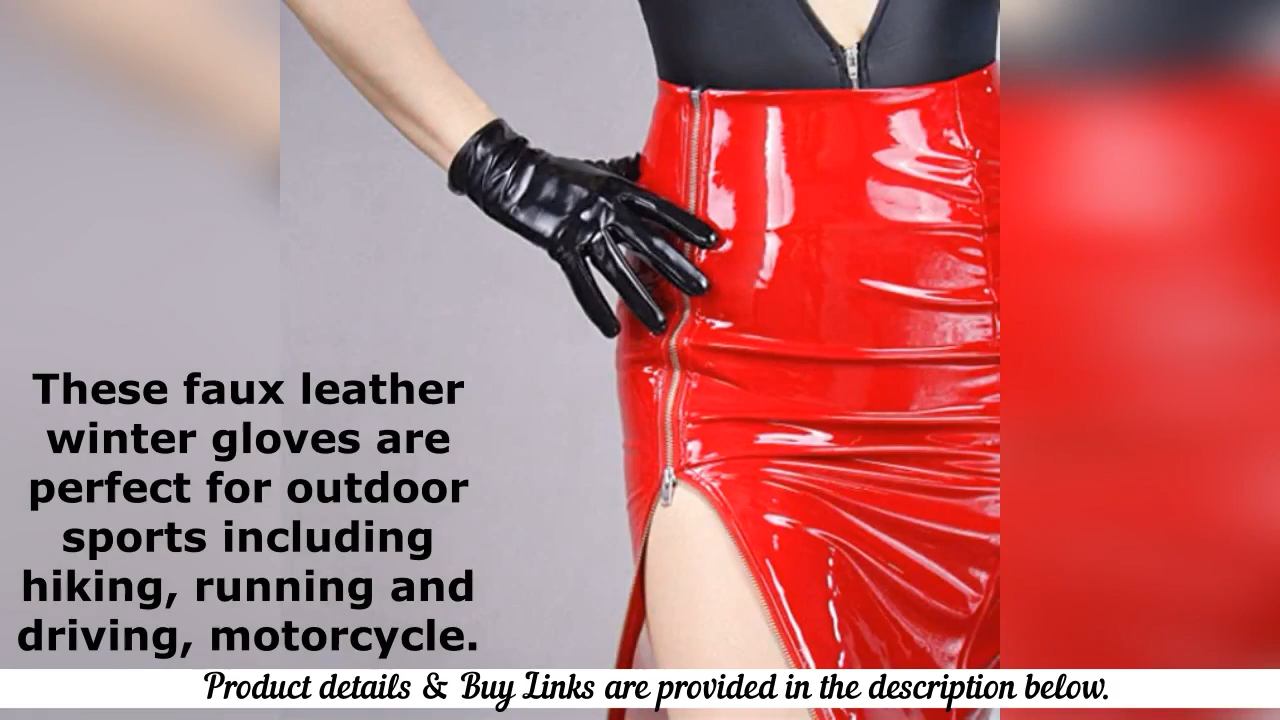 These faux leather
winter gloves are
perfect for outdoor
sports including
hiking, running and
driving, motorcycle.
Product details & Buy Links are provided in the description below.